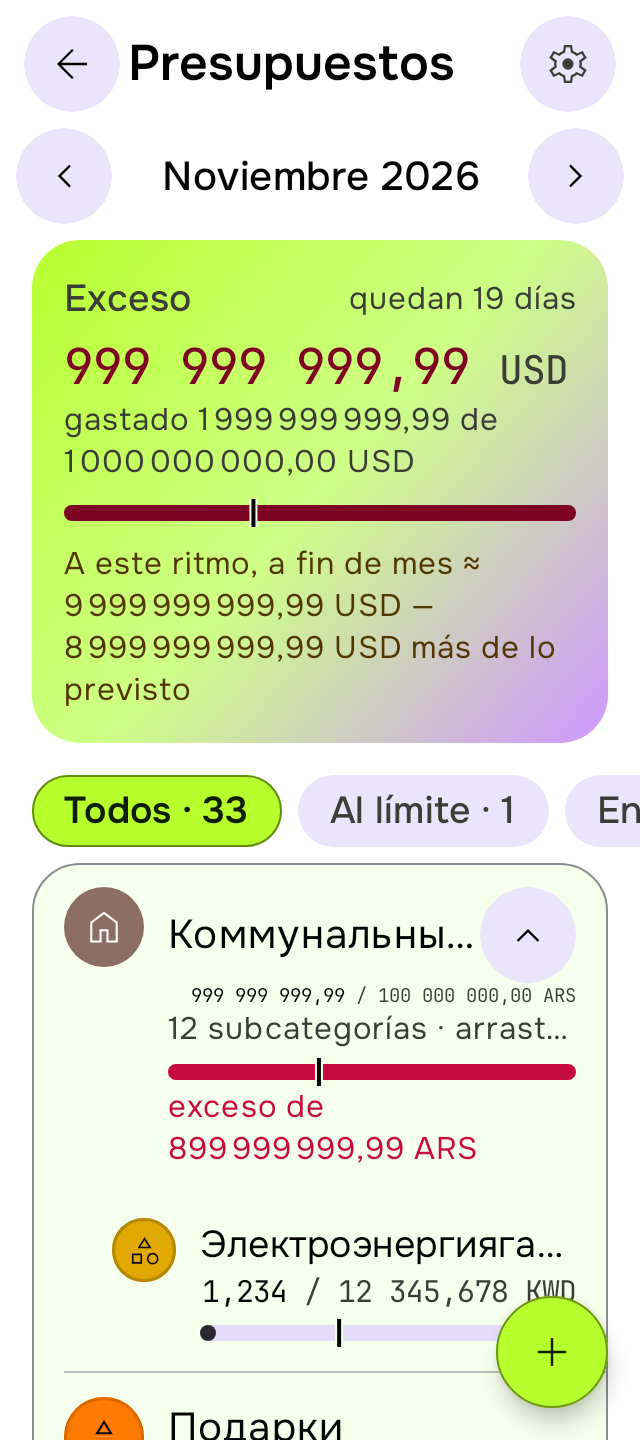 Presupuestos
Noviembre 2026
Exceso
quedan 19 días
999 999 999,99 USD
gastado 1 999 999 999,99 de
1 000 000 000,00 USD
A este ritmo, a fin de mes ≈
9 999 999 999,99 USD —
8 999 999 999,99 USD más de lo
previsto
Todos · 33
Al límite · 1
En
Коммунальны...
999 999 999,99 / 100 000 000,00 ARS
12 subcategorías · arrast...
exceso de
899 999 999,99 ARS
Электроэнергияга...
1,234 / 12 345,678 KWD
Подарки